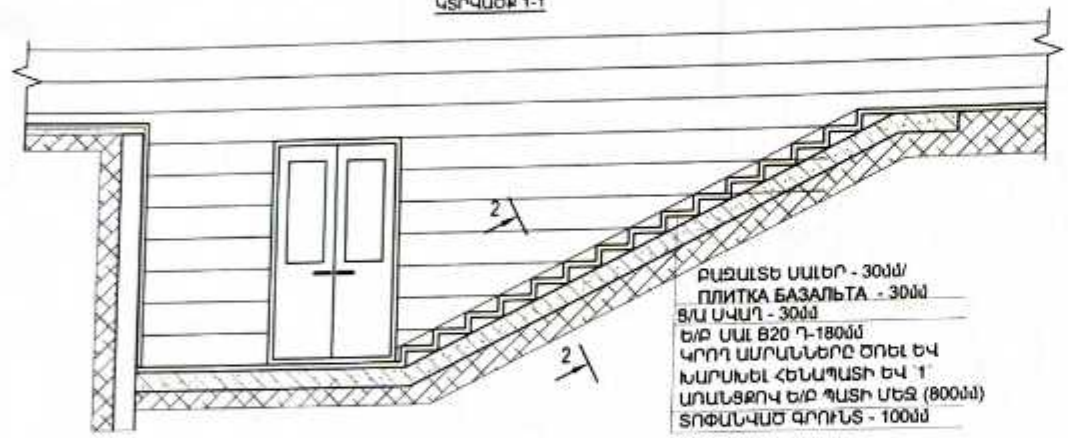 ԿՏՐՎԱԾՔ 1-1
2
2
ԲԱԶԱԼՏԵ ՍԱԼԵՐ - 30մմ/
ПЛИТКА БАЗАЛЬТА - 30մմ
Ց/Ա ՍՎԱՂ - 30մմ
Ե/Բ ՍԱԼ B20 Դ-180մմ
ԿՐՈՂ ԱՄՐԱՆՆԵՐԸ ԾՌԵԼ ԵՎ
ԽԱՐՍԽԵԼ ՀԵՆԱՊԱՏԻ ԵՎ `1`
ԱՌԱՆՑՔՈՎ Ե/Բ ՊԱՏԻ ՄԵՋ (800մմ)
ՏՈՓԱՆՎԱԾ ԳՐՈՒՆՏ - 100մմ